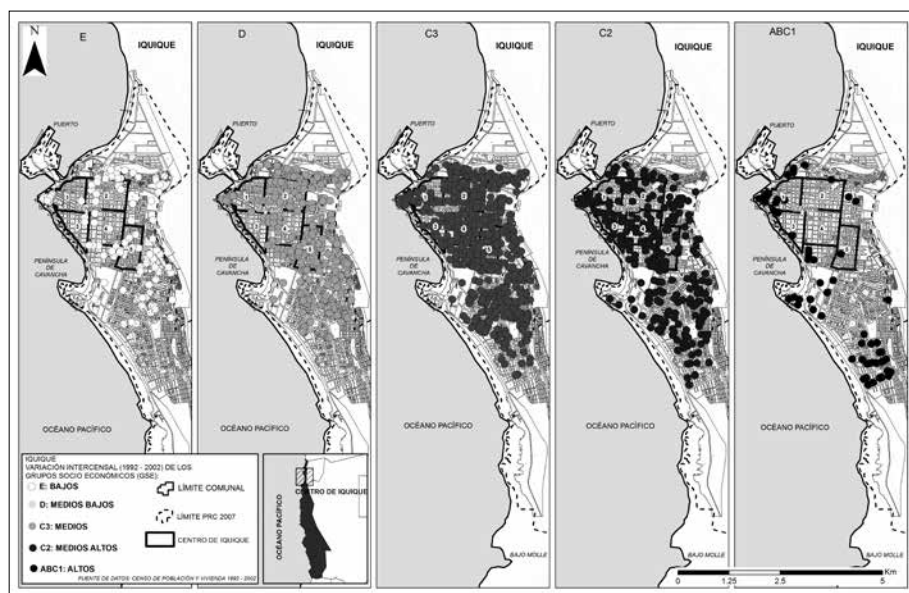 E
N
IQUIQUE
PUERTO
PENÍNSULA
DE
CAVANCHA
OCÉANO PACÍFICO
D
IQUIQUE
PUERTO
PENÍNSULA
DE
CAVANCHA
OCÉANO PACÍFICO
C3
IQUIQUE
PUERTO
PENÍNSULA
DE
CAVANCHA
OCÉANO PACÍFICO
C2
IQUIQUE
PUERTO
PENÍNSULA
DE
CAVANCHA
OCÉANO PACÍFICO
BAJO MOLLE
ABC1
IQUIQUE
PUERTO
PENÍNSULA
DE
CAVANCHA
OCÉANO PACÍFICO
BAJO MOLLE
IQUIQUE
VARIACIÓN INTERCENSAL (1992 - 2002) DE LOS
GRUPOS SOCIO ECONÓMICOS (GSE):
E: BAJOS
D: MEDIOS BAJOS
C3: MEDIOS
C2: MEDIOS ALTOS
ABC1: ALTOS
LÍMITE COMUNAL
LÍMITE PRC 2007
CENTRO DE IQUIQUE
FUENTE DE DATOS: CENSO DE POBLACIÓN Y VIVIENDA 1992 - 2002
CENTRO DE IQUIQUE
OCÉANO PACÍFICO
Km
0 1.25 2.5 5